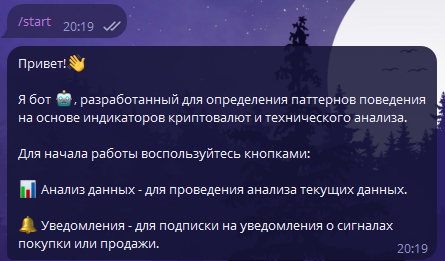 /start 20:19
Привет!👋
Я бот 🤖, разработанный для определения паттернов поведения
на основе индикаторов криптовалют и технического анализа.
Для начала работы воспользуйтесь кнопками:
📊 Анализ данных - для проведения анализа текущих данных.
🔔 Уведомления - для подписки на уведомления о сигналах
покупки или продажи.
20:19